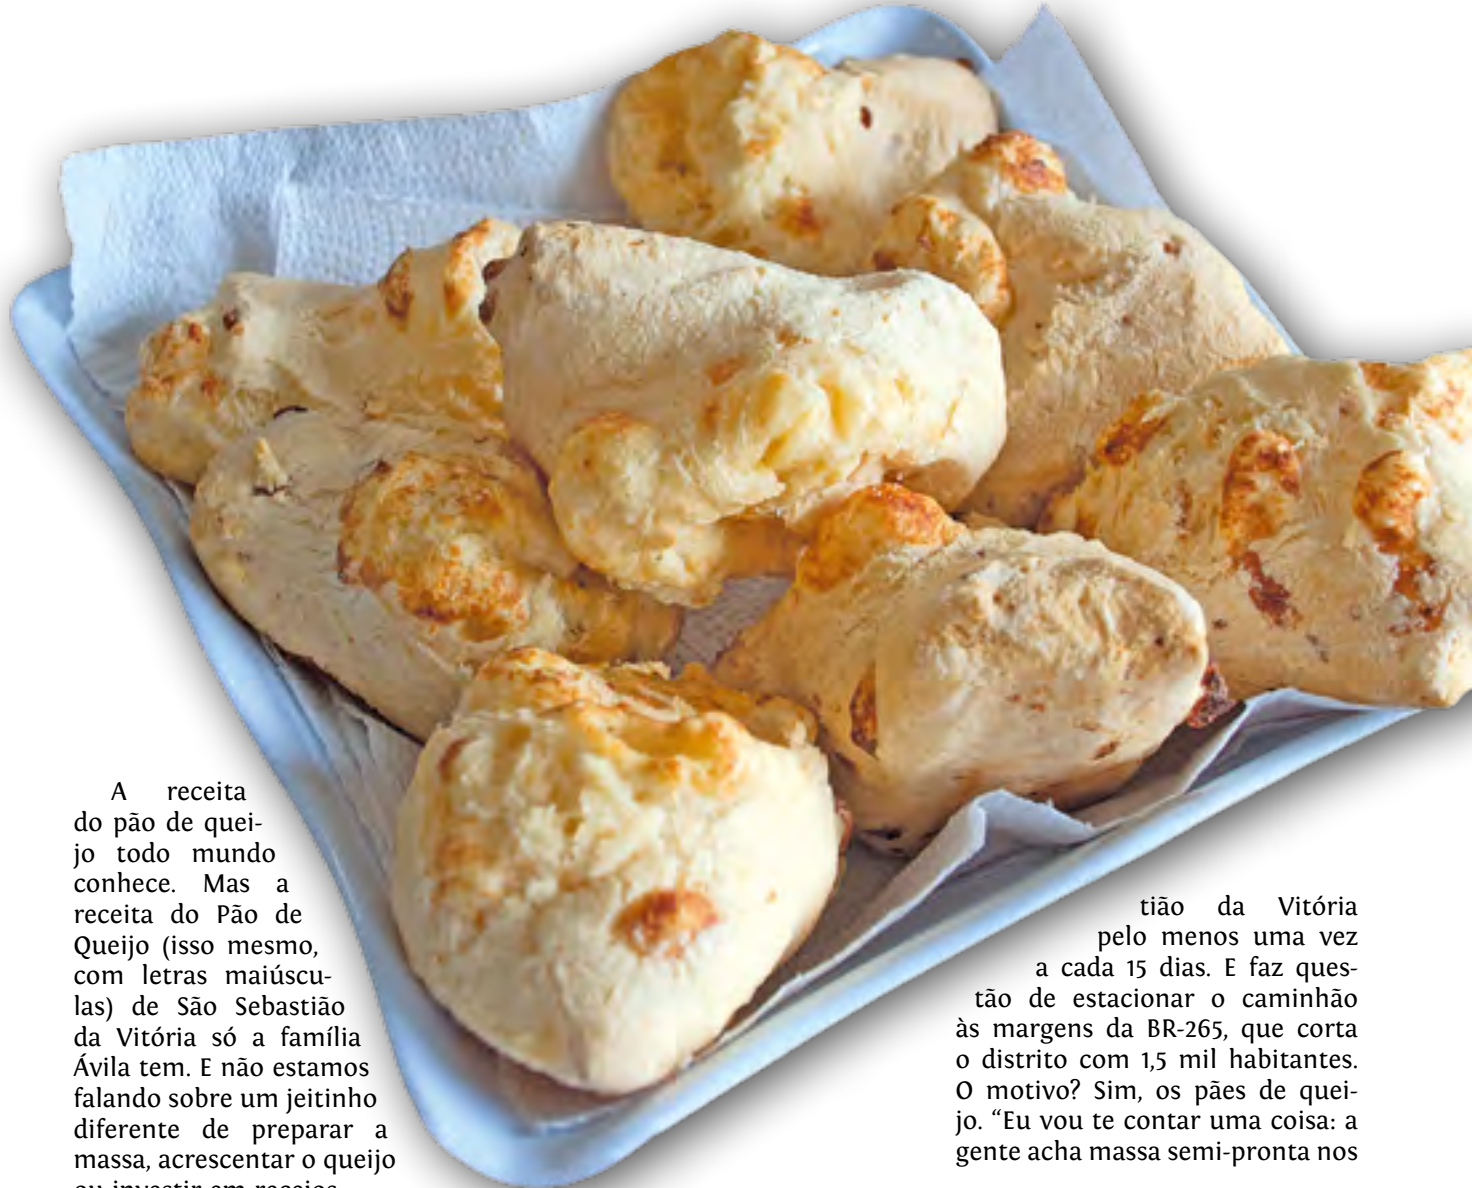 A receita
do pão de quei-
jo todo mundo
conhece. Mas a
receita do Pão de
Queijo (isso mesmo,
com letras maiúscu-
las) de São Sebastião
da Vitória só a família
Ávila tem. E não estamos
falando sobre um jeitinho
diferente de preparar a
massa, acrescentar o queijo
ou investir em recheios
tião da Vitória
pelo menos uma vez
a cada 15 dias. E faz ques-
tão de estacionar o caminhão
às margens da BR-265, que corta
o distrito com 1,5 mil habitantes.
O motivo? Sim, os pães de quei-
jo. “Eu vou te contar uma coisa: a
gente acha massa semi-pronta nos